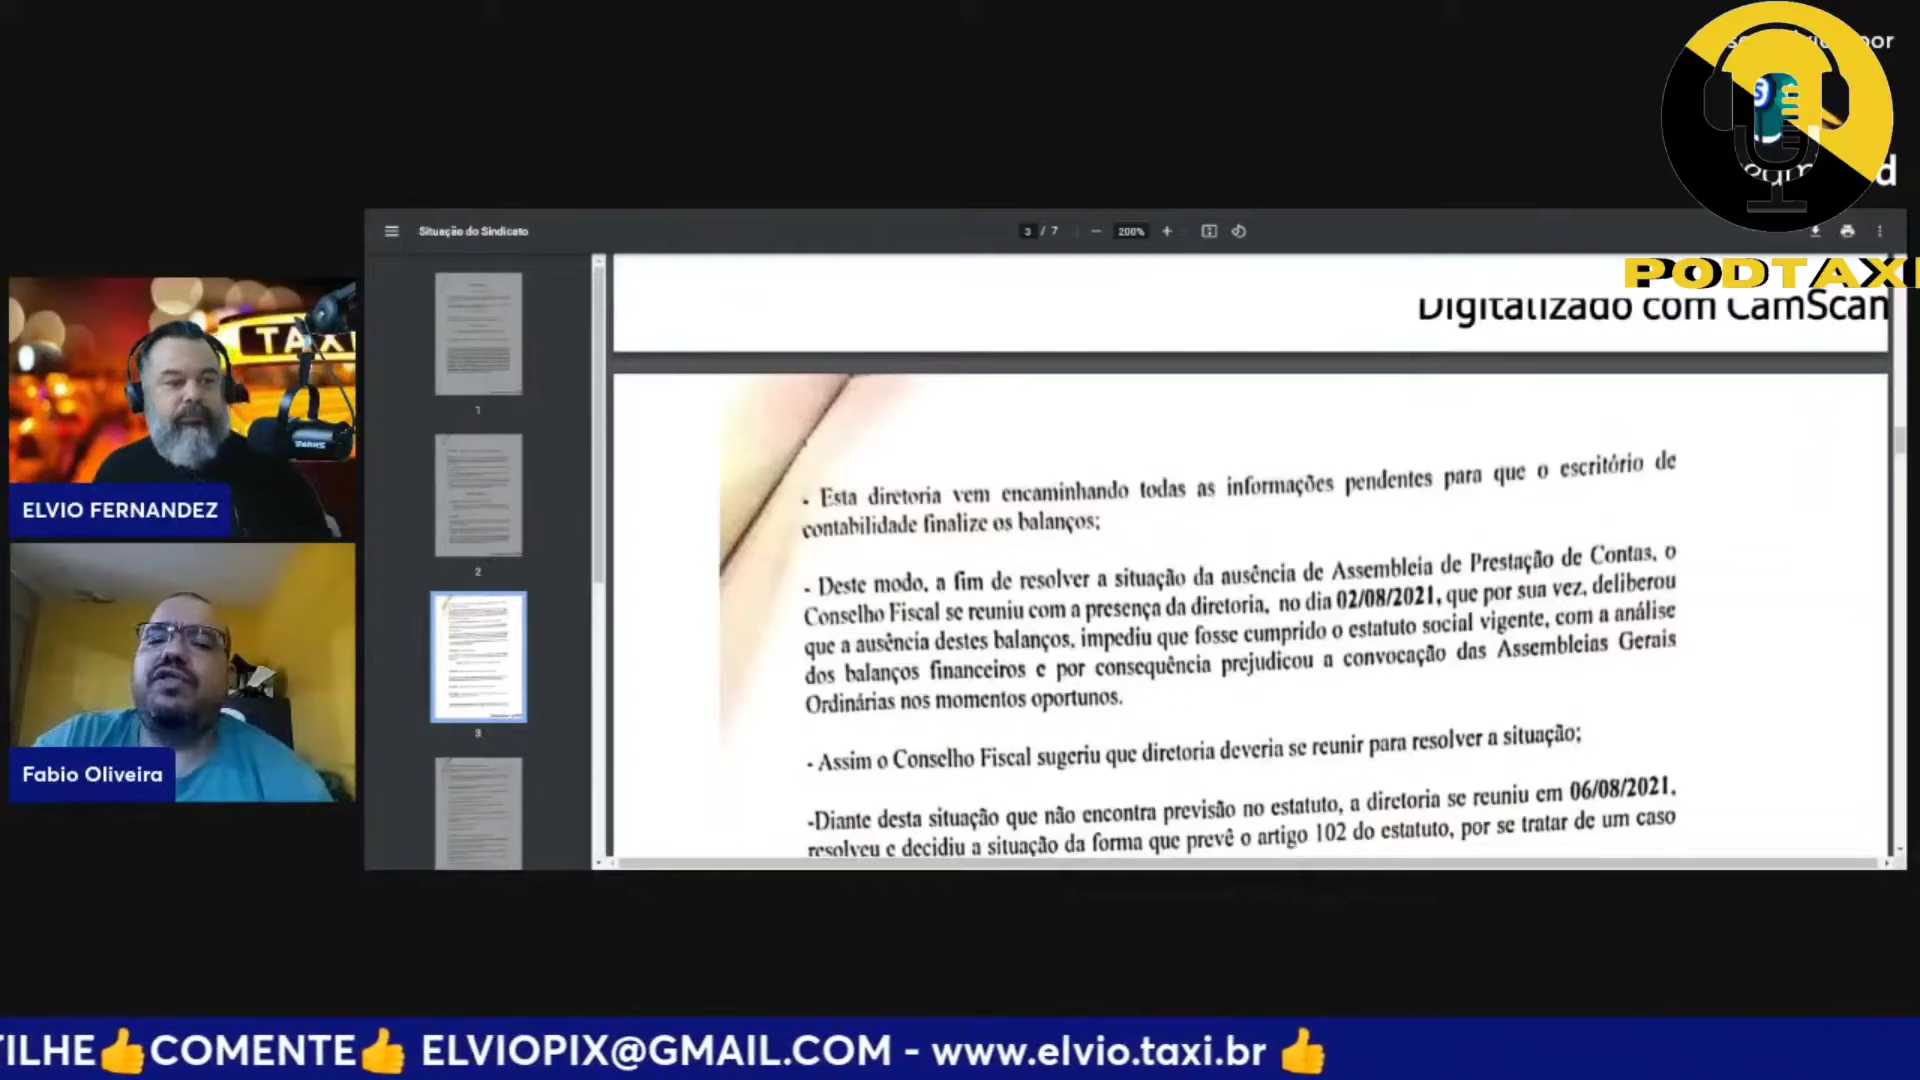 Situação do Sindicato
3 / 7
200%
PODTAXI
Digitalizado com CamScan
TAXI
SHURE
1
ELVIO FERNANDEZ
2
3
Fabio Oliveira
- Esta diretoria vem encaminhando todas as informações pendentes para que o escritório de
contabilidade finalize os balanços;
- Deste modo, a fim de resolver a situação da ausência de Assembleia de Prestação de Contas, o
Conselho Fiscal se reuniu com a presença da diretoria, no dia 02/08/2021, que por sua vez, deliberou
que a ausência destes balanços, impediu que fosse cumprido o estatuto social vigente, com a análise
dos balanços financeiros e por consequência prejudicou a convocação das Assembleias Gerais
Ordinárias nos momentos oportunos.
- Assim o Conselho Fiscal sugeriu que diretoria deveria se reunir para resolver a situação;
-Diante desta situação que não encontra previsão no estatuto, a diretoria se reuniu em 06/08/2021,
resolveu e decidiu a situação da forma que prevê o artigo 102 do estatuto, por se tratar de um caso
TILHE👍COMENTE👍 ELVIOPIX@GMAIL.COM - www.elvio.taxi.br 👍